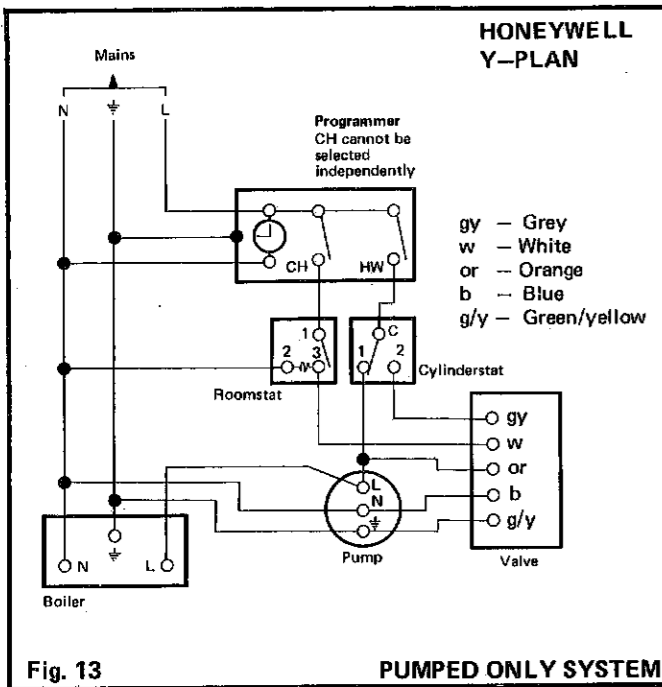 HONEYWELL
Y–PLAN
Mains
N
L
Programmer
CH cannot be
selected
independently
CH
HW
gy – Grey
w – White
or – Orange
b – Blue
g/y – Green/yellow
1
2
3
Roomstat
C
1
2
Cylinderstat
gy
w
or
b
g/y
Valve
L
N
Pump
N
L
Boiler
Fig. 13
PUMPED ONLY SYSTEM